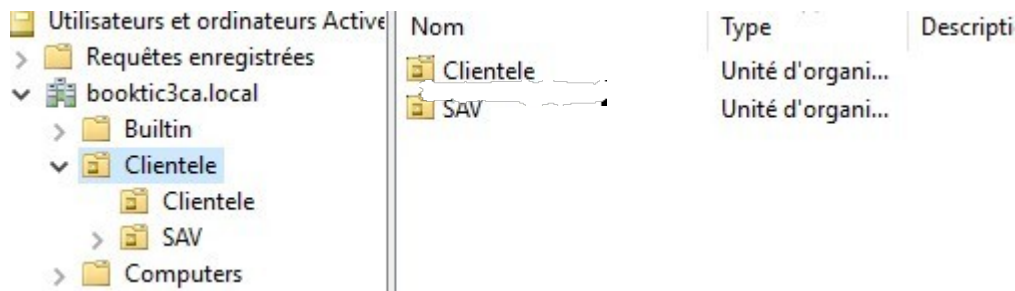 Utilisateurs et ordinateurs Active
Requêtes enregistrées
booktic3ca.local
Builtin
Clientele
Clientele
SAV
Computers
Nom Type Descripti
Clientele Unité d'organi...
SAV Unité d'organi...